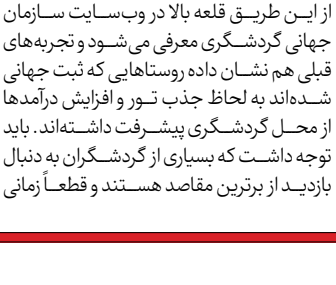 از این طریق قلعه بالا در وب‌سایت سازمان
جهانی گردشگری معرفی می‌شود و تجربه‌های
قبلی هم نشان داده روستاهایی که ثبت جهانی
شده‌اند به لحاظ جذب تور و افزایش درآمدها
از محل گردشگری پیشرفت داشته‌اند. باید
توجه داشت که بسیاری از گردشگران به دنبال
بازدید از برترین مقاصد هستند و قطعاً زمانی